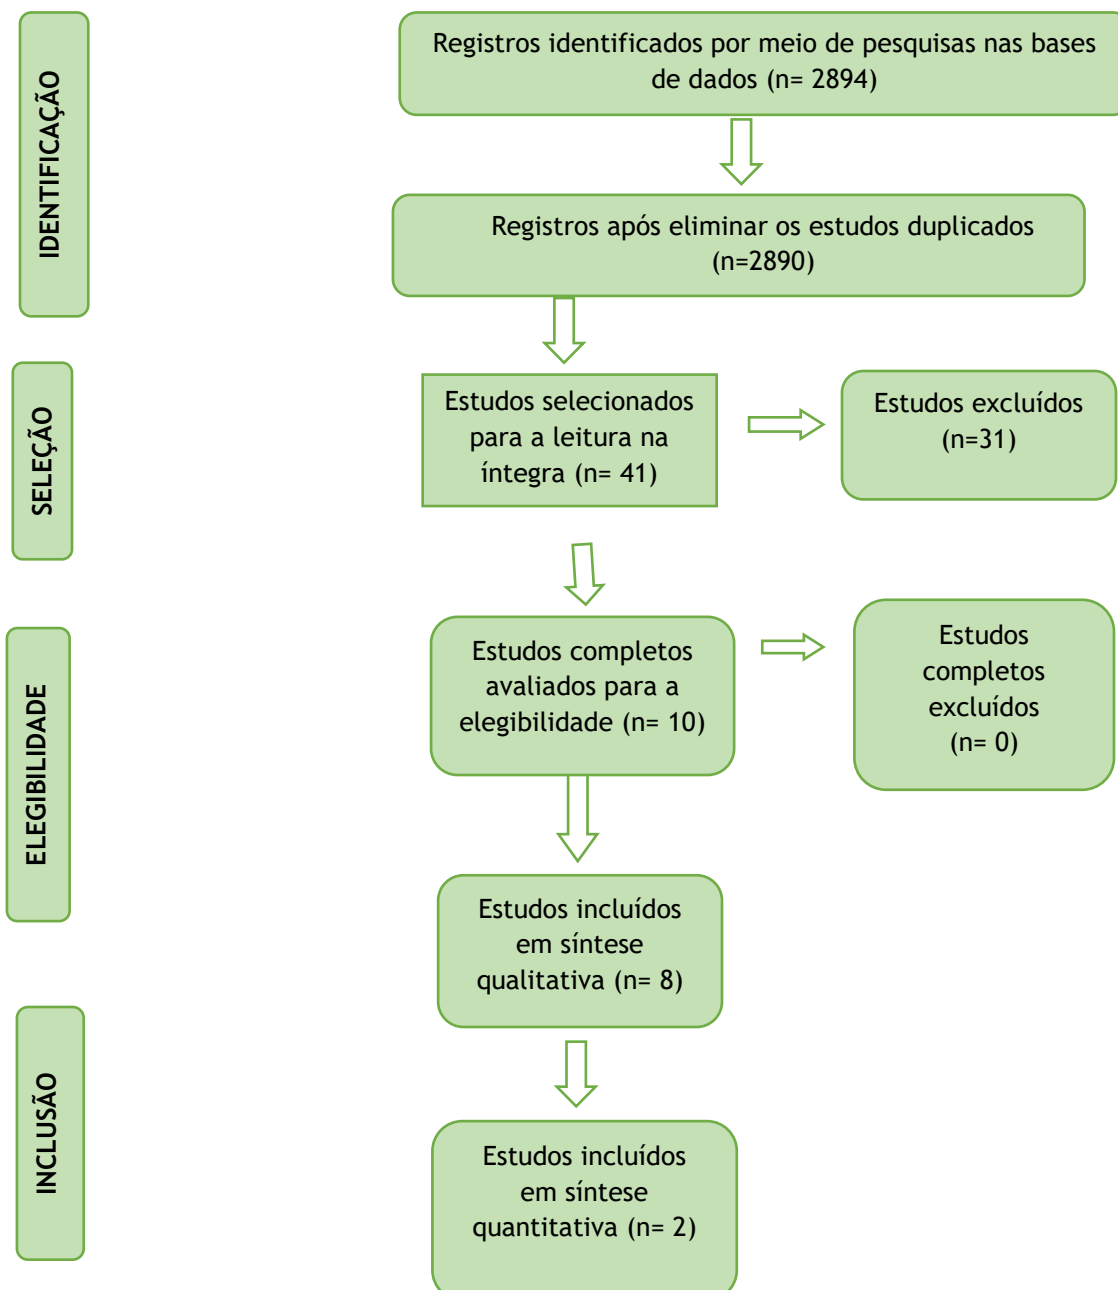 IDENTIFICAÇÃO
Registros identificados por meio de pesquisas nas bases
de dados (n= 2894)
Registros após eliminar os estudos duplicados
(n=2890)
SELEÇÃO
Estudos selecionados
para a leitura na
íntegra (n= 41)
Estudos excluídos
(n=31)
ELEGIBILIDADE
Estudos completos
avaliados para a
elegibilidade (n= 10)
Estudos
completos
excluídos
(n= 0)
Estudos incluídos
em síntese
qualitativa (n= 8)
INCLUSÃO
Estudos incluídos
em síntese
quantitativa (n= 2)